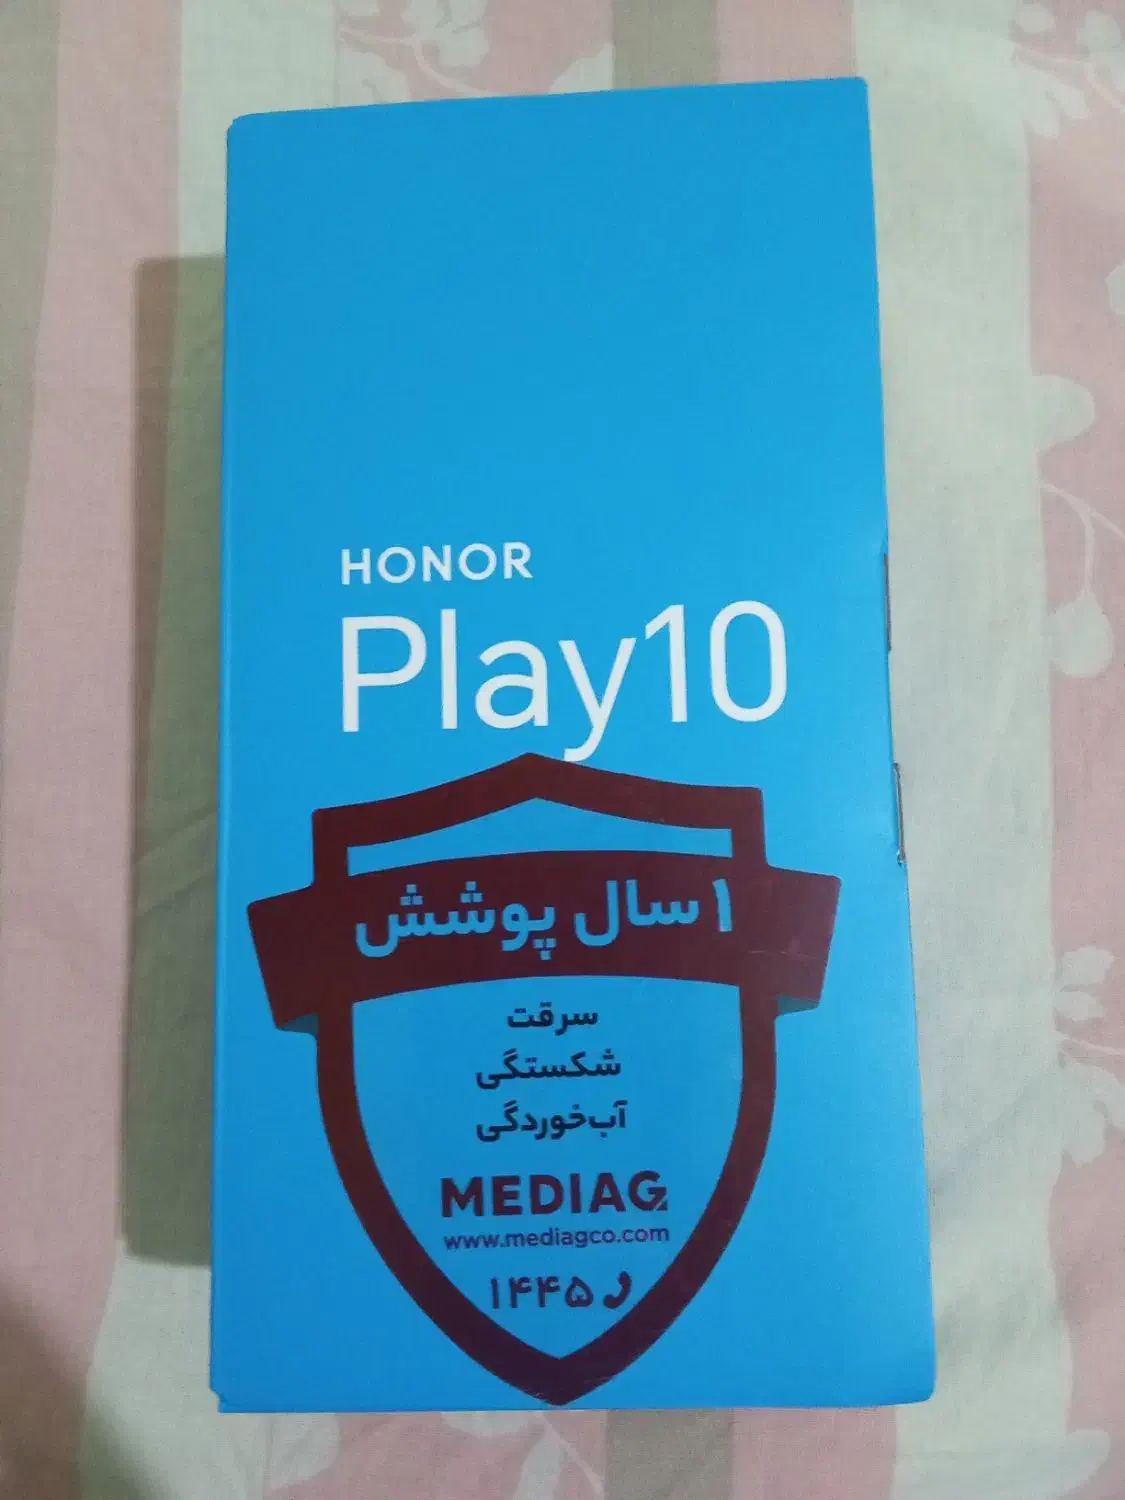 HONOR
Play10
۱ سال پوشش
سرقت
شکستگی
آب‌خوردگی
MEDIAG
www.mediagco.com
۱۴۴۵